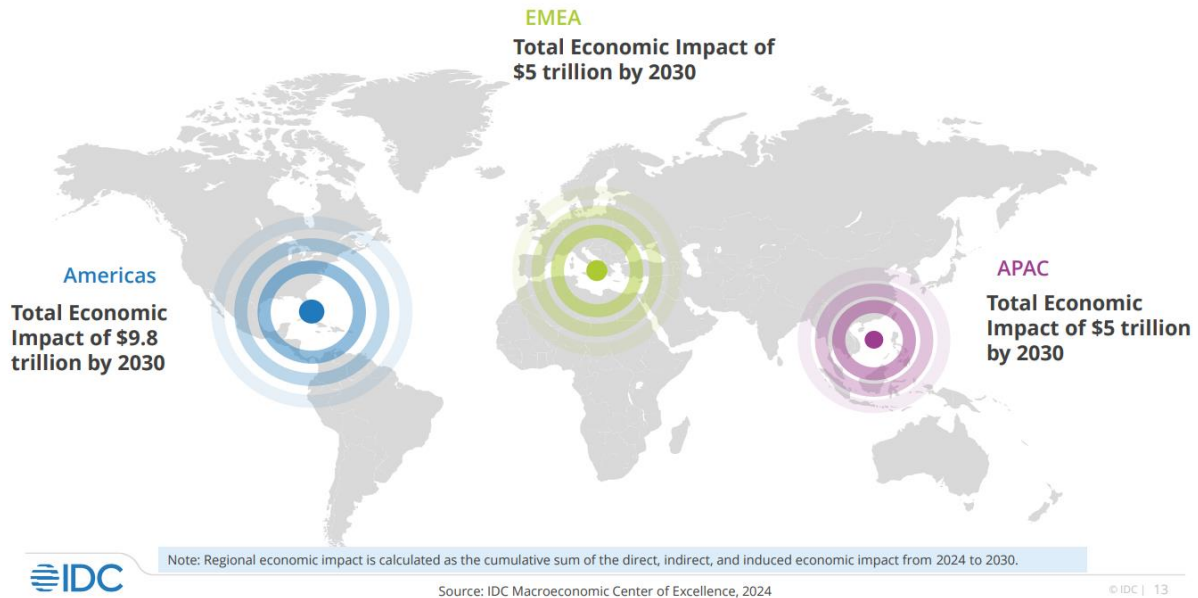 EMEA
Total Economic Impact of
$5 trillion by 2030
Americas
Total Economic
Impact of $9.8
trillion by 2030
APAC
Total Economic
Impact of $5 trillion
by 2030
Note: Regional economic impact is calculated as the cumulative sum of the direct, indirect, and induced economic impact from 2024 to 2030.
IDC
Source: IDC Macroeconomic Center of Excellence, 2024
© IDC | 13